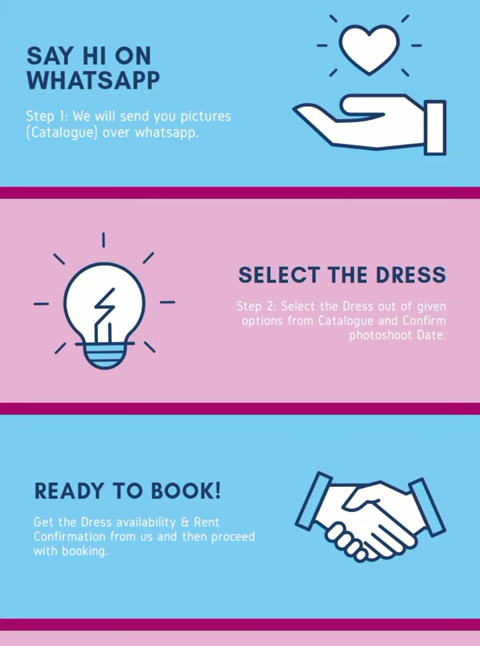 SAY HI ON
WHATSAPP
Step 1: We will send you pictures
(Catalogue) over whatsapp.
SELECT THE DRESS
Step 2: Select the Dress out of given
options from Catalogue and Confirm
photoshoot Date.
READY TO BOOK!
Get the Dress availability & Rent
Confirmation from us and then proceed
with booking.